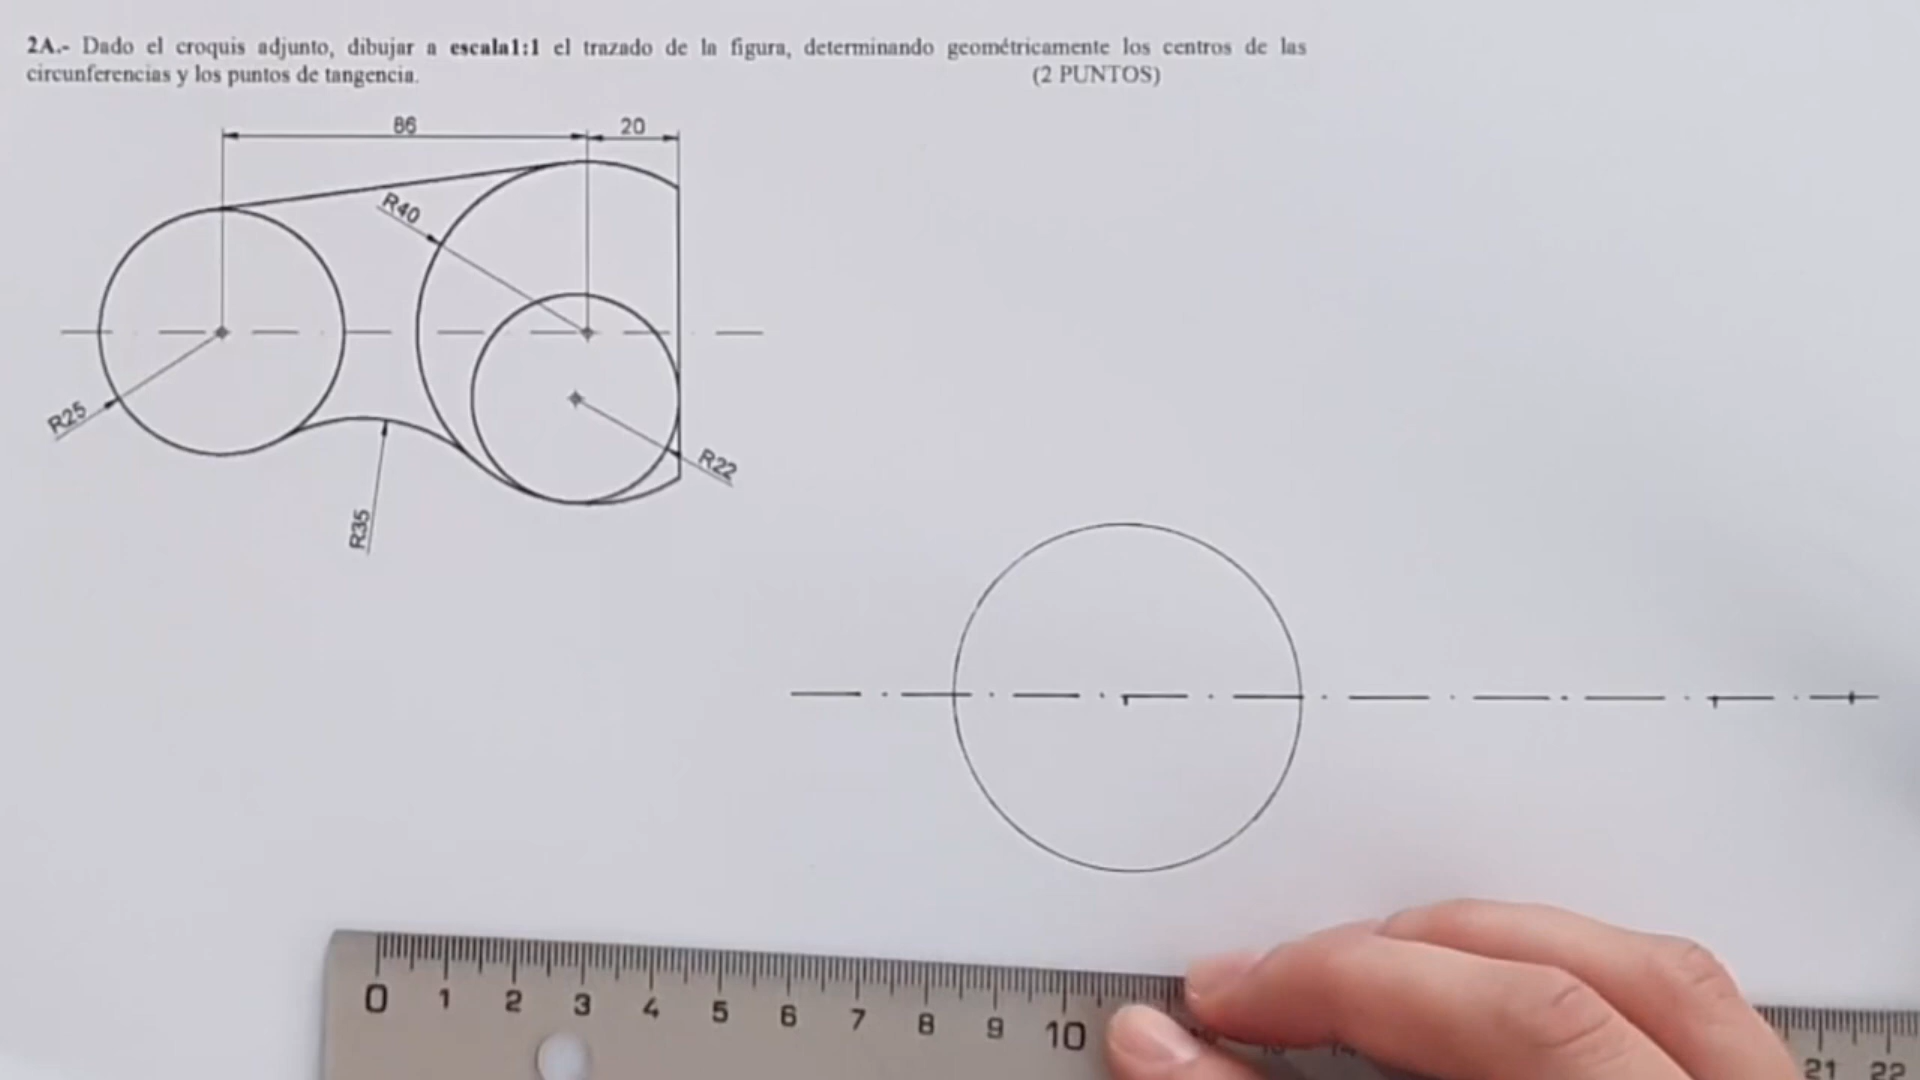 2A.- Dado el croquis adjunto, dibujar a escala1:1 el trazado de la figura, determinando geométricamente los centros de las
circunferencias y los puntos de tangencia. (2 PUNTOS)
86 20
R40
R25
R22
R35
0 1 2 3 4 5 6 7 8 9 10 21 22